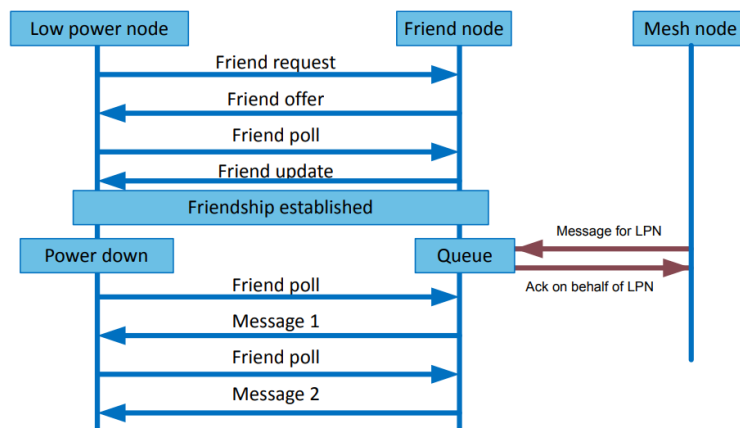 Low power node
Friend node
Mesh node
Friend request
Friend offer
Friend poll
Friend update
Friendship established
Message for LPN
Power down
Queue
Ack on behalf of LPN
Friend poll
Message 1
Friend poll
Message 2